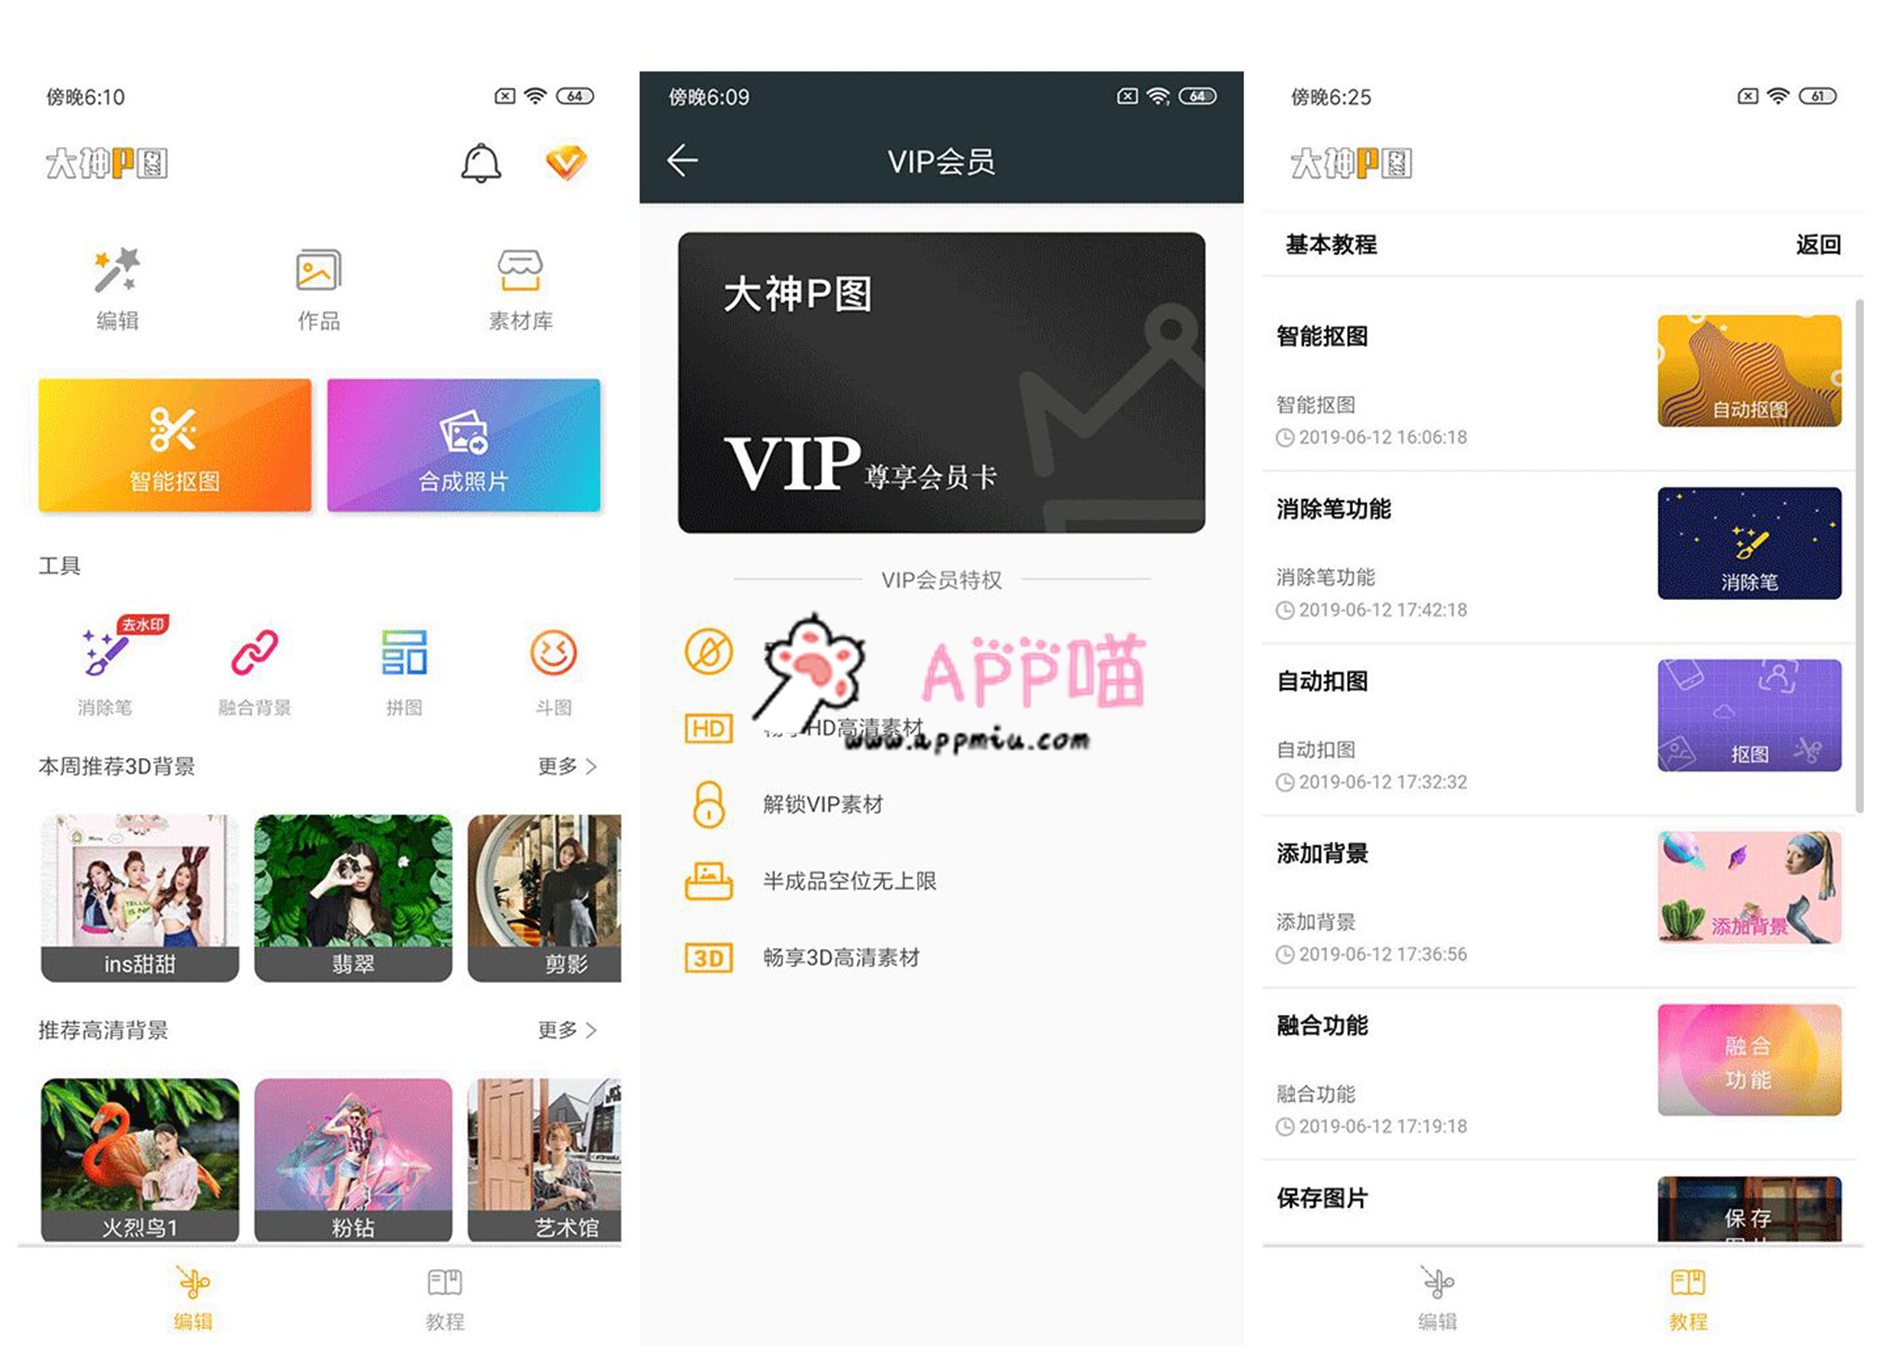 傍晚6:10
64
大神P图
编辑
作品
素材库
智能抠图
合成照片
工具
去水印
消除笔
融合背景
拼图
斗图
本周推荐3D背景
更多
ins甜甜
翡翠
剪影
推荐高清背景
更多
火烈鸟1
粉钻
艺术馆
编辑
教程
傍晚6:09
64
VIP会员
大神P图
VIP尊享会员卡
VIP会员特权
APP喵
HD
HD高清素材
www.appmiu.com
解锁VIP素材
半成品空位无上限
3D
畅享3D高清素材
傍晚6:25
61
大神P图
基本教程
返回
智能抠图
智能抠图
2019-06-12 16:06:18
自动抠图
消除笔功能
消除笔功能
2019-06-12 17:42:18
消除笔
自动扣图
自动扣图
2019-06-12 17:32:32
抠图
添加背景
添加背景
2019-06-12 17:36:56
添加背景
融合功能
融合功能
2019-06-12 17:19:18
融合
功能
保存图片
保存
编辑
教程